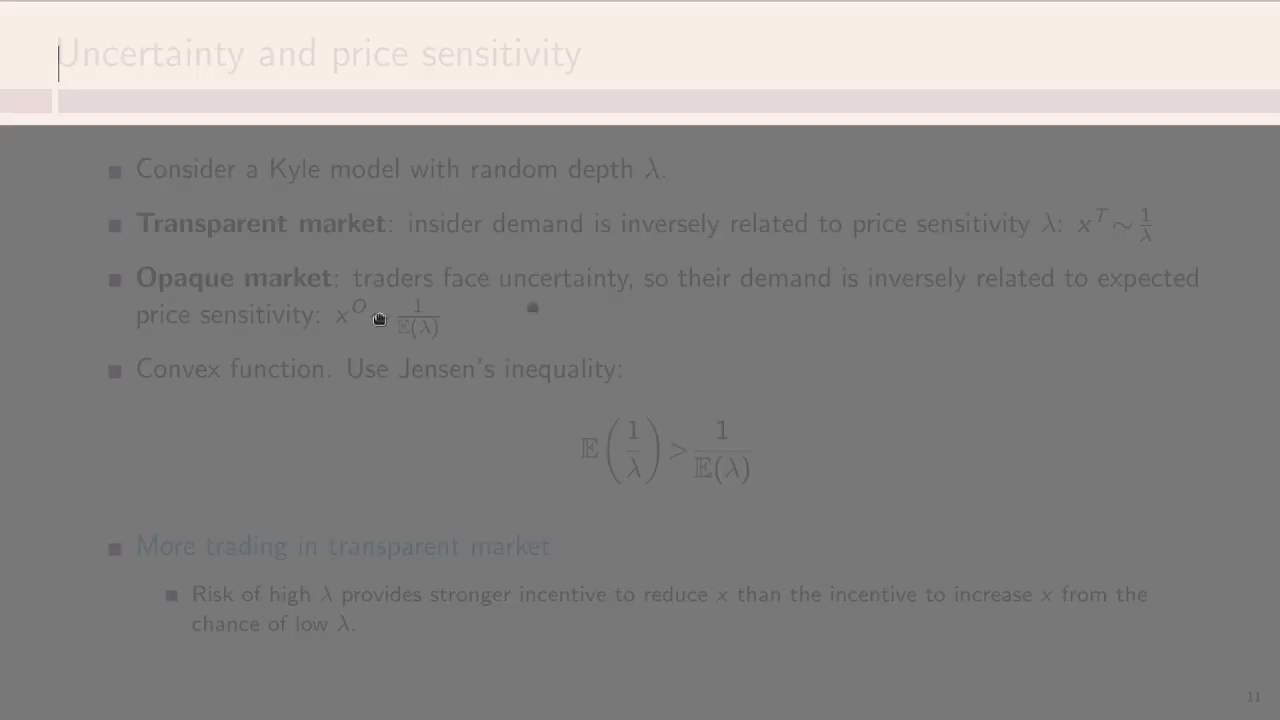 Uncertainty and price sensitivity
Consider a Kyle model with random depth λ.
Transparent market: insider demand is inversely related to price sensitivity λ: x^T ~ 1/λ
Opaque market: traders face uncertainty, so their demand is inversely related to expected
price sensitivity: x^O 1/𝔼(λ)
Convex function. Use Jensen's inequality:
𝔼(1/λ) > 1/𝔼(λ)
More trading in transparent market
Risk of high λ provides stronger incentive to reduce x than the incentive to increase x from the
chance of low λ.
11